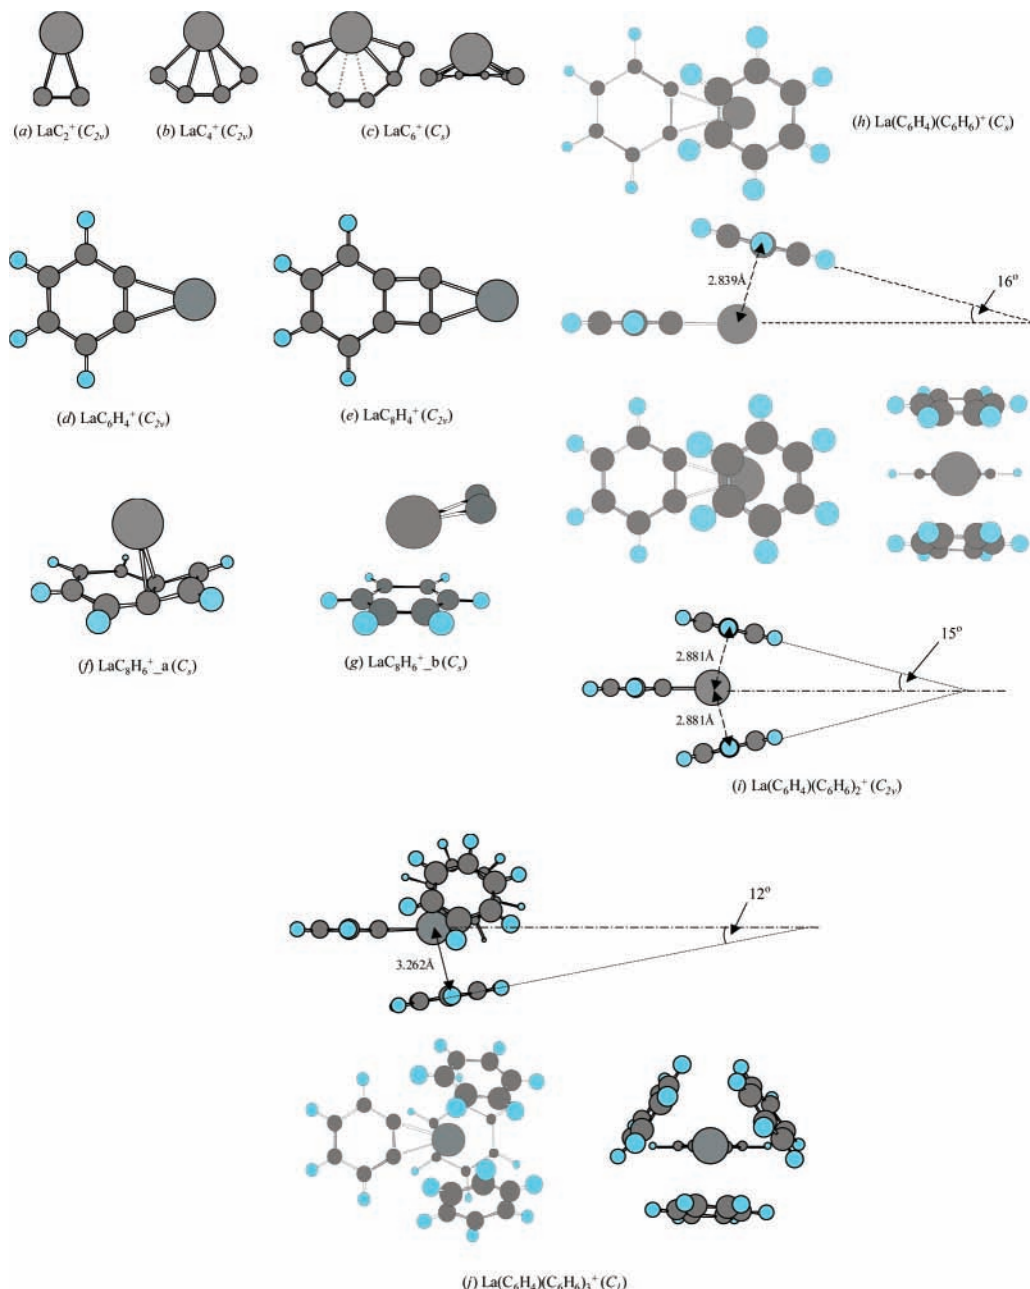 (a) LaC₂⁺(C₂ᵥ)
(b) LaC₄⁺(C₂ᵥ)
(c) LaC₆⁺(Cₛ)
(h) La(C₆H₄)(C₆H₆)⁺(Cₛ)
2.839Å
16°
(d) LaC₆H₄⁺(C₂ᵥ)
(e) LaC₈H₄⁺(C₂ᵥ)
(f) LaC₈H₆⁺_a(Cₛ)
(g) LaC₈H₆⁺_b(Cₛ)
2.881Å
15°
2.881Å
(i) La(C₆H₄)(C₆H₆)₂⁺(C₂ᵥ)
12°
3.262Å
(j) La(C₆H₄)(C₆H₆)₃⁺(C₁)